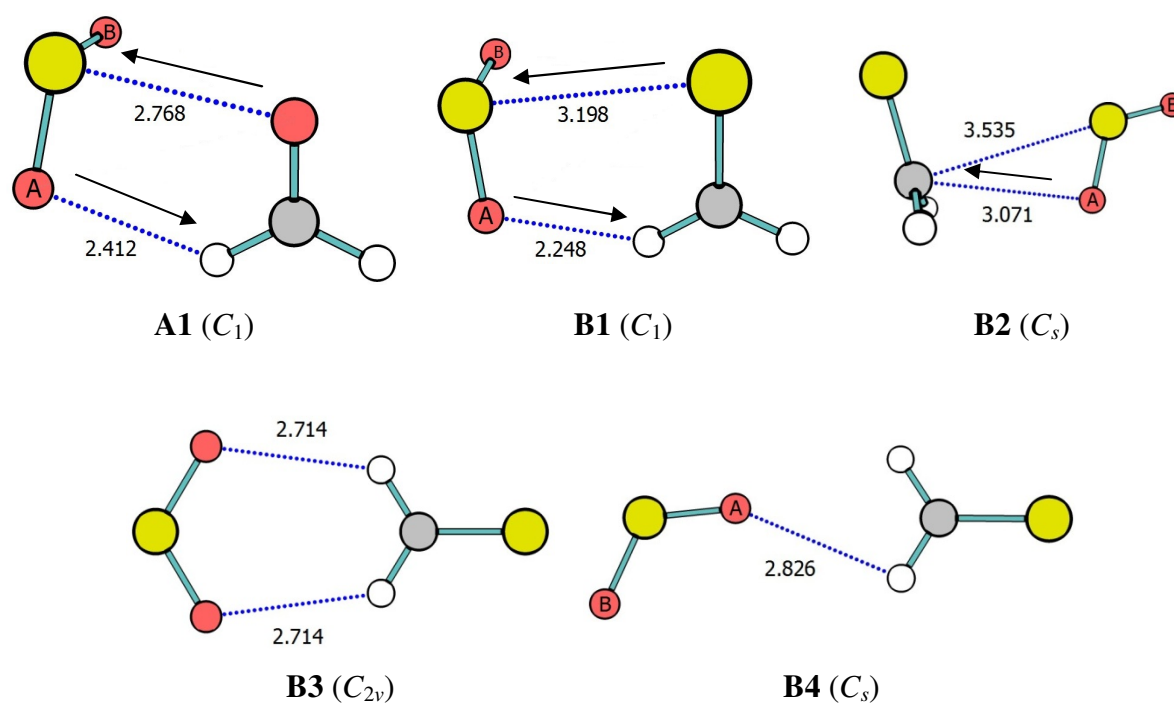 B
2.768
A
2.412
A1 (C1)
B
3.198
A
2.248
B1 (C1)
B
3.535
A
3.071
B2 (Cs)
2.714
2.714
B3 (C2v)
A
2.826
B
B4 (Cs)